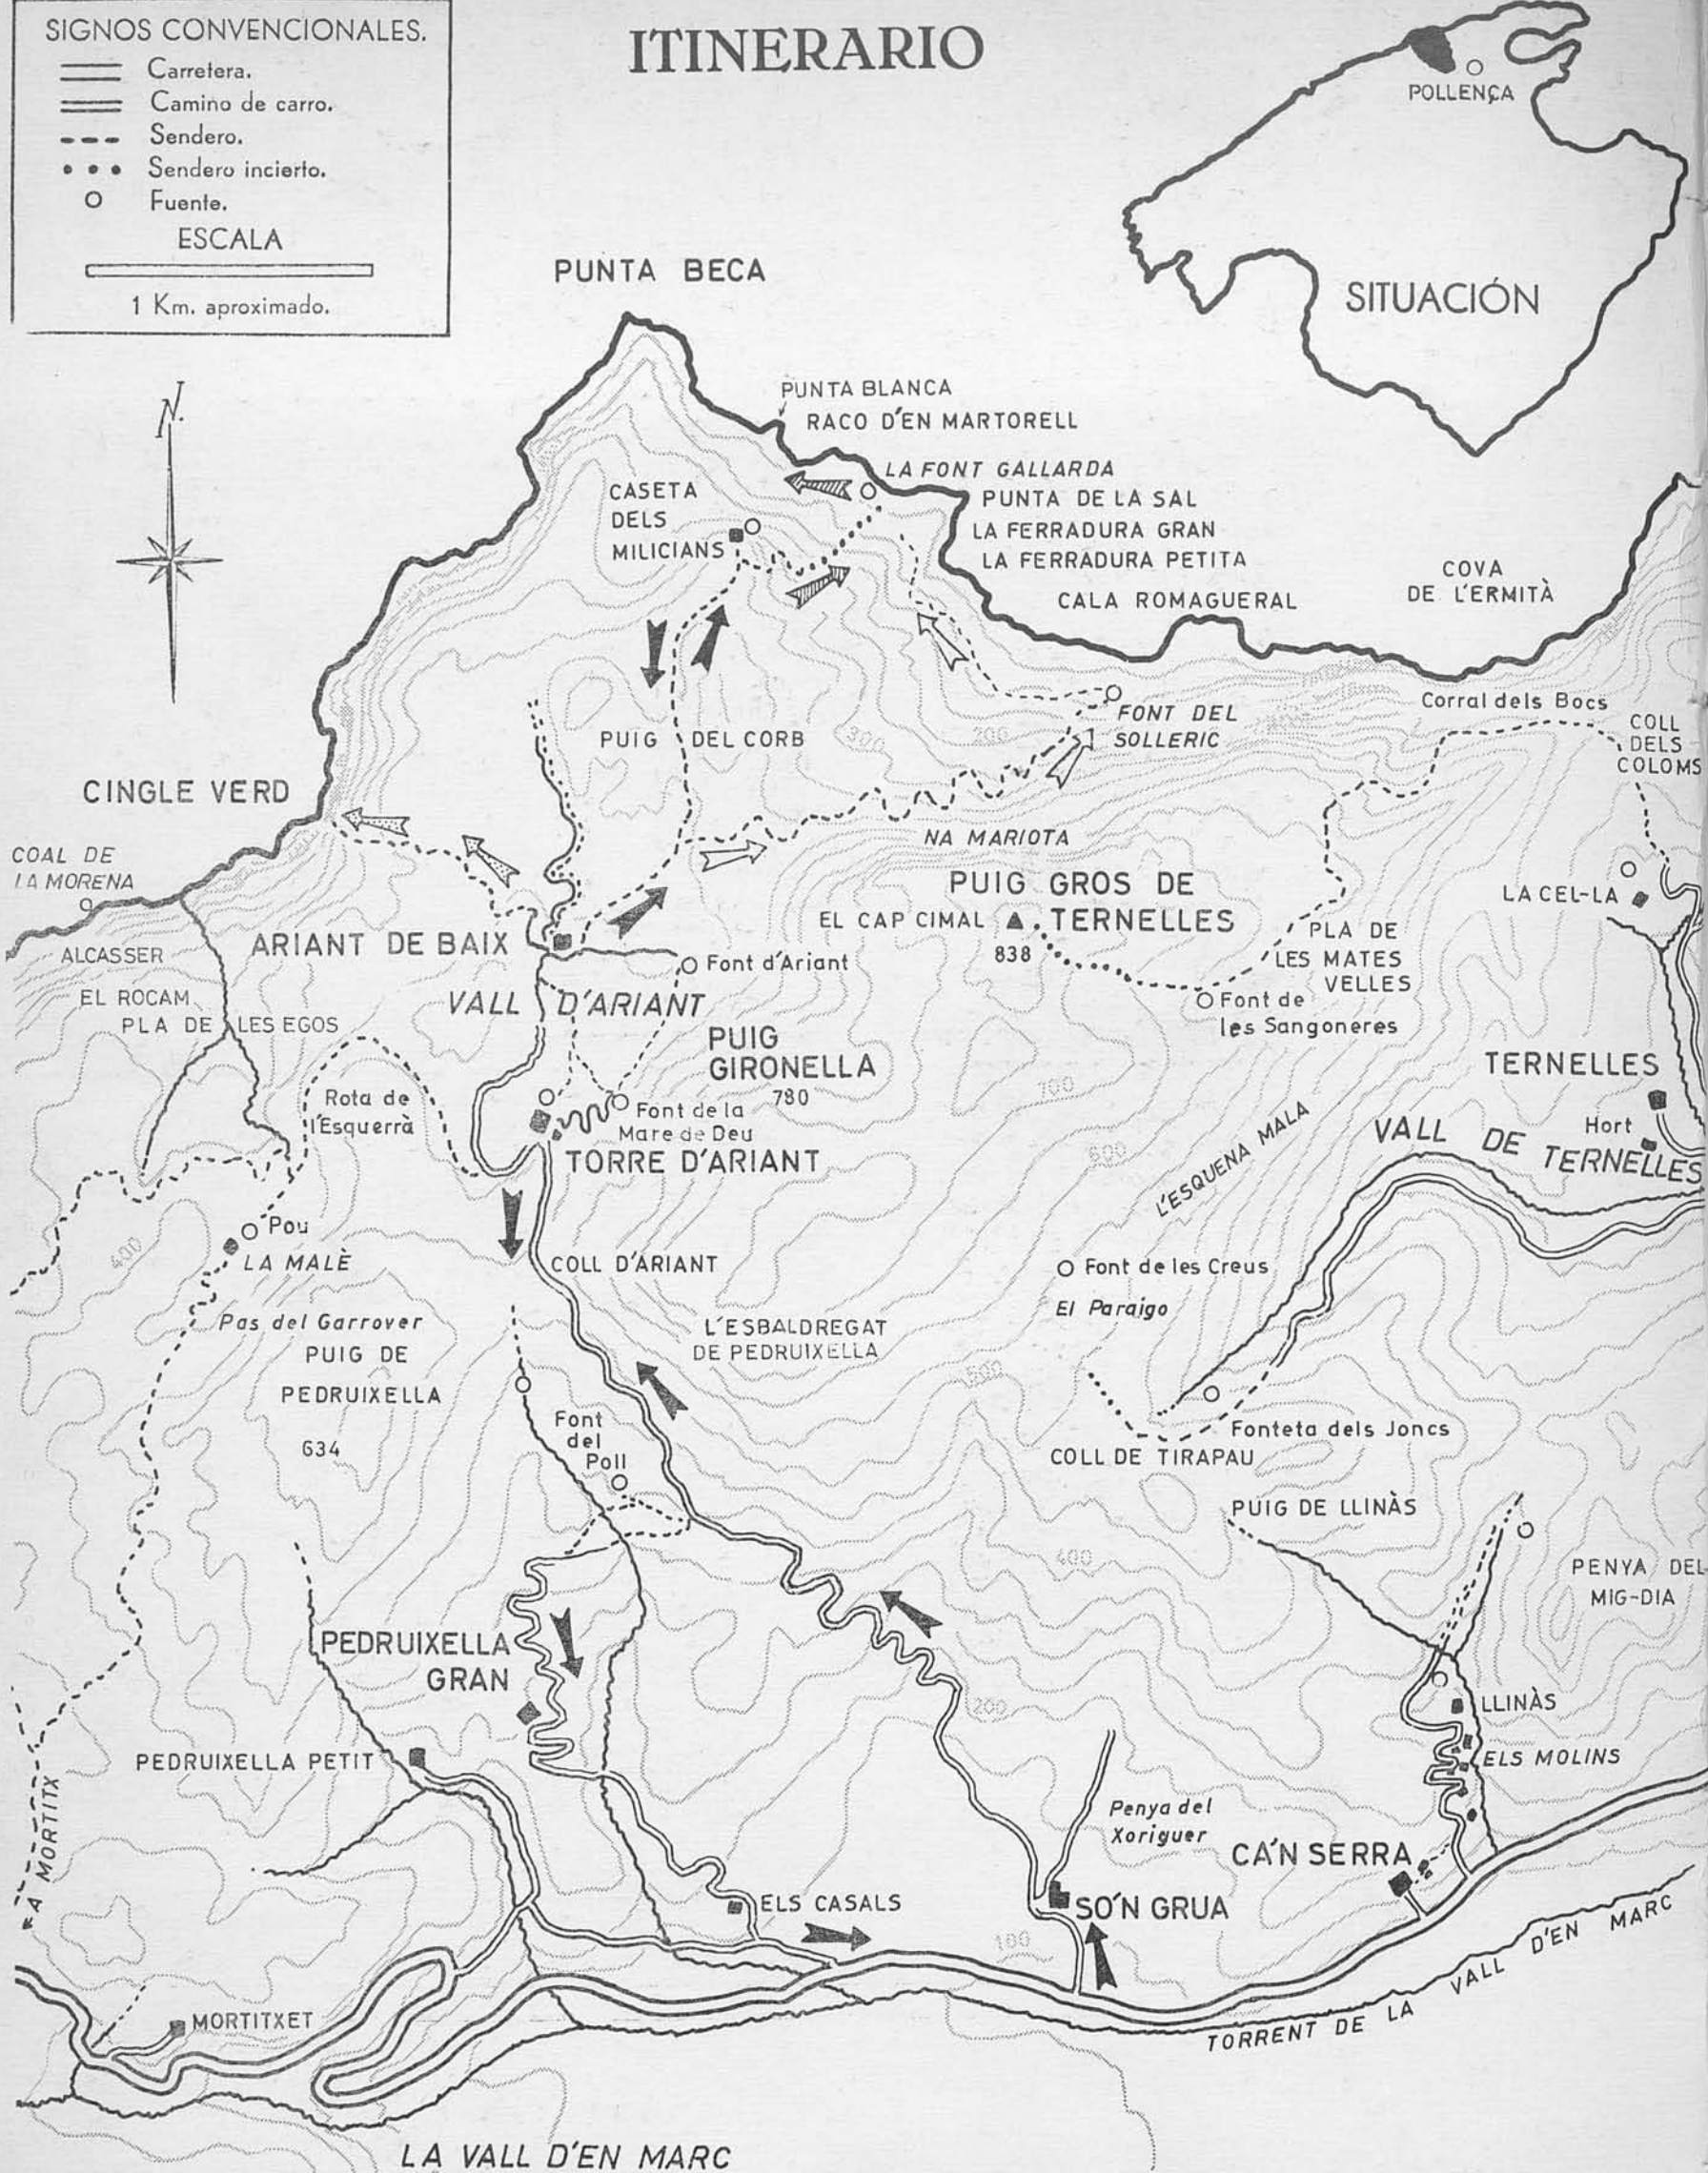 SIGNOS CONVENCIONALES.
Carretera.
Camino de carro.
Sendero.
Sendero incierto.
Fuente.
ESCALA
1 Km. aproximado.
ITINERARIO
POLLENÇA
SITUACIÓN
N.
PUNTA BECA
PUNTA BLANCA
RACO D'EN MARTORELL
LA FONT GALLARDA
PUNTA DE LA SAL
LA FERRADURA GRAN
LA FERRADURA PETITA
CALA ROMAGUERAL
COVA
DE L'ERMITÀ
CASETA
DELS
MILICIANS
Corral dels Bocs
COLL
DELS
COLOMS
FONT DEL
SOLLERIC
PUIG DEL CORB
300
200
CINGLE VERD
COAL DE
LA MORENA
NA MARIOTA
PUIG GROS DE
TERNELLES
EL CAP CIMAL
838
LA CEL-LA
PLA DE
LES MATES
VELLES
ARIANT DE BAIX
ALCASSER
EL ROCAM
PLA DE LES EGOS
Font d'Ariant
VALL D'ARIANT
Font de
les Sangoneres
PUIG
GIRONELLA
780
TERNELLES
Hort
VALL DE TERNELLES
Rota de
l'Esquerrà
Font de la
Mare de Deu
TORRE D'ARIANT
700
600
L'ESQUENA MALA
Pou
LA MALÈ
400
COLL D'ARIANT
Font de les Creus
El Paraigo
Pas del Garrover
PUIG DE
PEDRUIXELLA
634
L'ESBALDREGAT
DE PEDRUIXELLA
500
Font
del
Poll
Fonteta dels Joncs
COLL DE TIRAPAU
PUIG DE LLINÀS
400
PENYA DEL
MIG-DIA
PEDRUIXELLA
GRAN
200
LLINÀS
PEDRUIXELLA PETIT
ELS MOLINS
A MORTITX
Penya del
Xoriguer
CA'N SERRA
ELS CASALS
SO'N GRUA
100
MORTITXET
TORRENT DE LA VALL D'EN MARC
LA VALL D'EN MARC